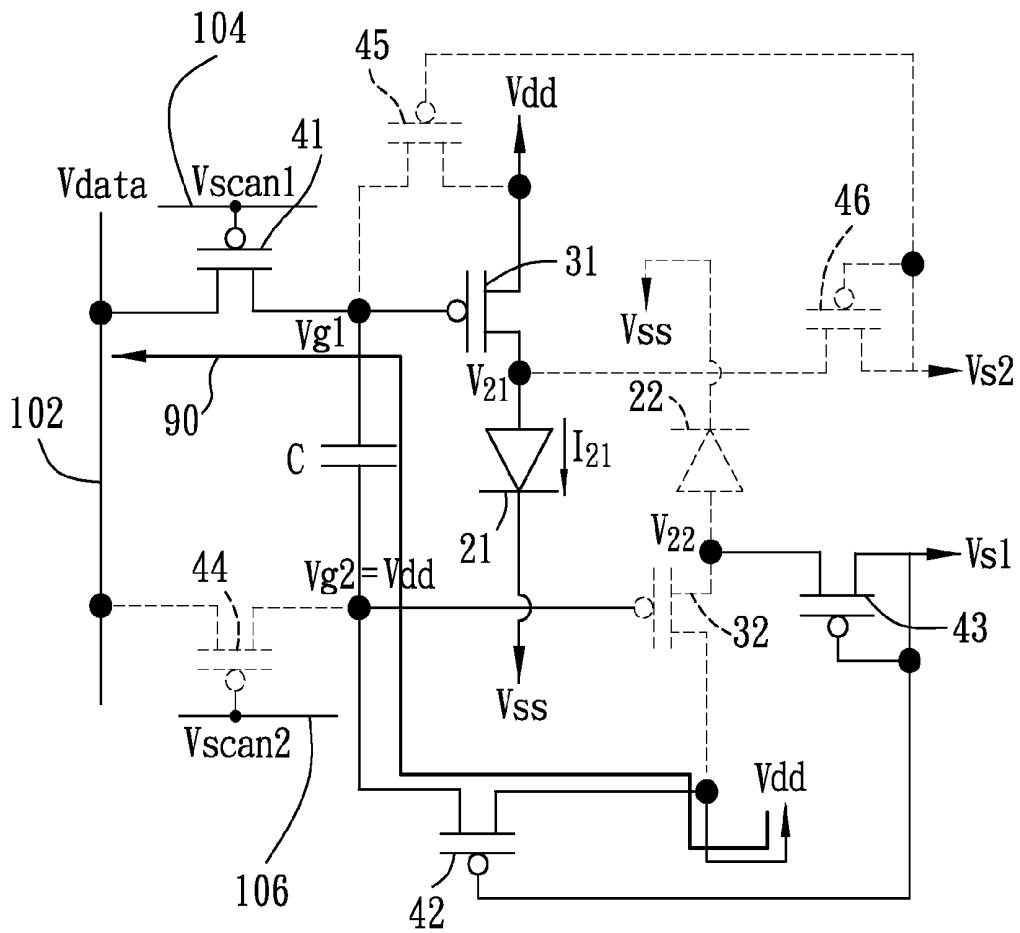 104
45
Vdd
41
Vdata
Vscan1
46
31
Vg1
Vss
V21
Vs2
22
102
90
C
I21
21
V22
Vs1
44
Vg2=Vdd
32
43
Vss
Vscan2
Vdd
106
42